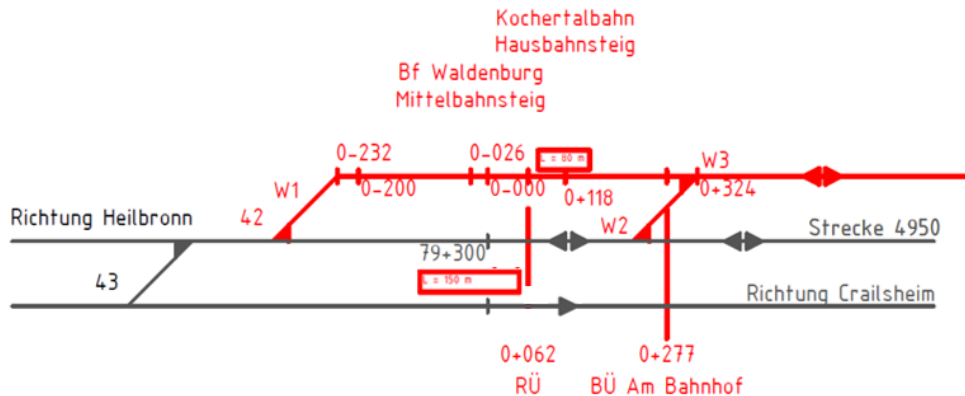 Kochertalbahn
Hausbahnsteig
Bf Waldenburg
Mittelbahnsteig
0-232
0-026
L = 80 m
W3
W1
0-200
0-000
0+118
0+324
42
Richtung Heilbronn
W2
Strecke 4950
79+300
43
L = 150 m
Richtung Crailsheim
0+062
0+277
RÜ
BÜ Am Bahnhof